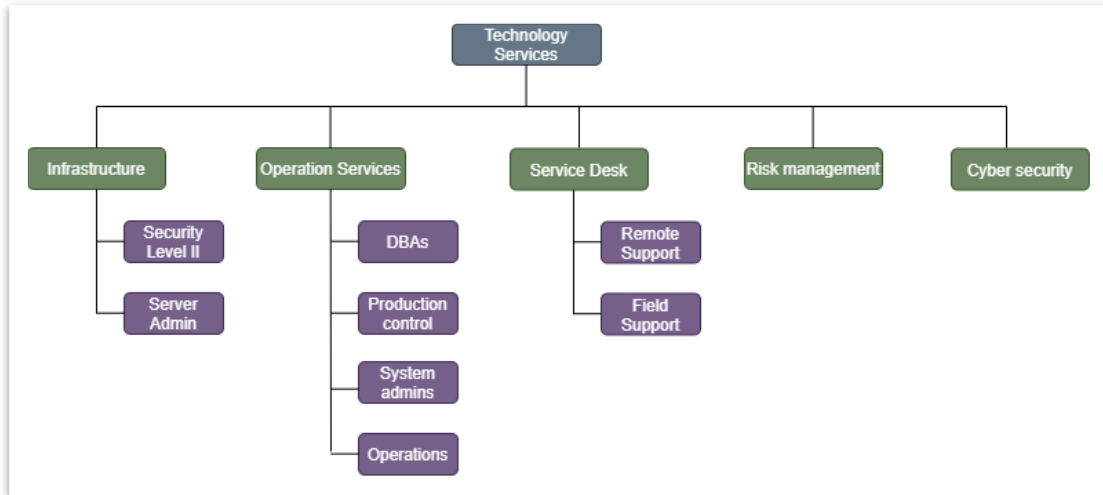 Technology
Services
Infrastructure
Operation Services
Service Desk
Risk management
Cyber security
Security
Level II
Server
Admin
DBAs
Production
control
System
admins
Operations
Remote
Support
Field
Support